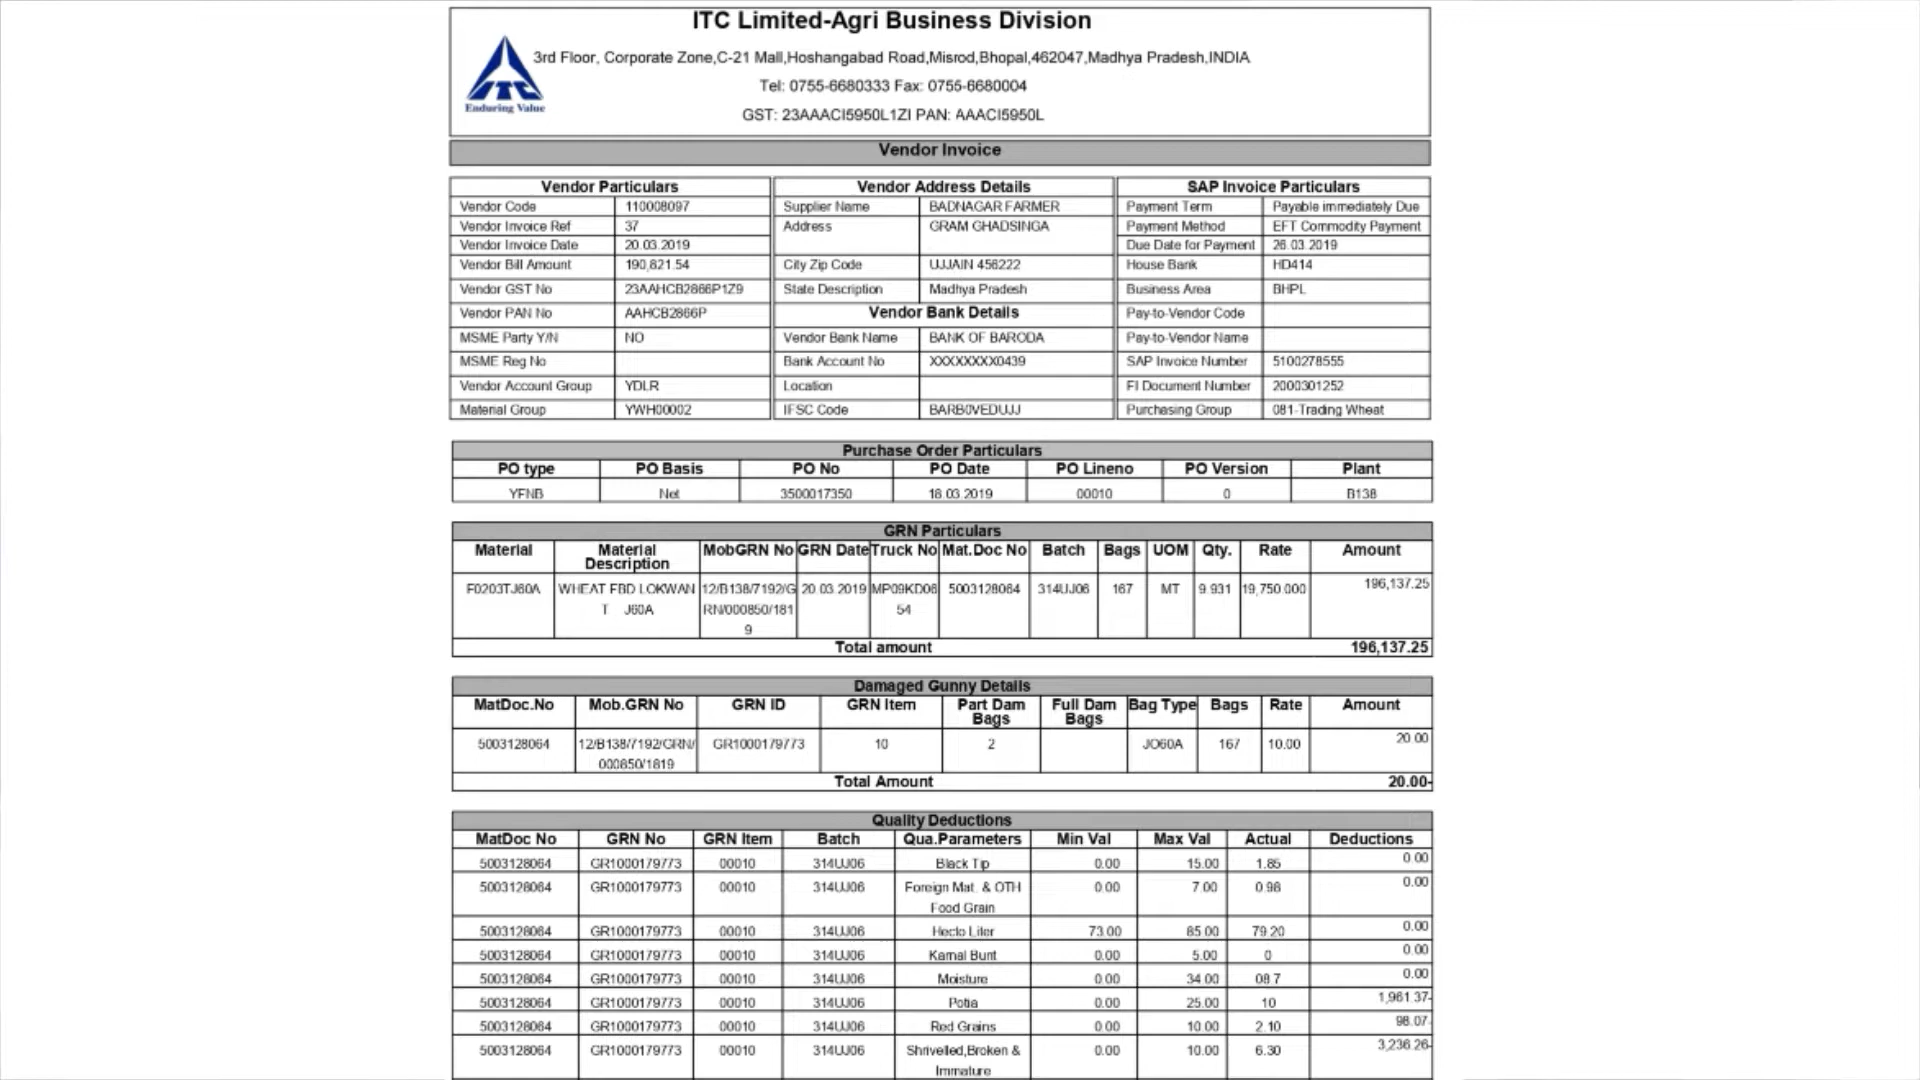 ITC Limited-Agri Business Division
3rd Floor, Corporate Zone,C-21 Mall,Hoshangabad Road,Misrod,Bhopal,462047,Madhya Pradesh,INDIA
Tel: 0755-6680333 Fax: 0755-6680004
GST: 23AAACI5950L1ZI PAN: AAACI5950L
ITC
Enduring Value
Vendor Invoice
Vendor Particulars
Vendor Code 110008097
Vendor Invoice Ref 37
Vendor Invoice Date 20.03.2019
Vendor Bill Amount 190,821.54
Vendor GST No 23AAHCB2866P1Z9
Vendor PAN No AAHCB2866P
MSME Party Y/N NO
MSME Reg No
Vendor Account Group YDLR
Material Group YWH00002
Vendor Address Details
Supplier Name BADNAGAR FARMER
Address GRAM GHADSINGA
City Zip Code UJJAIN 456222
State Description Madhya Pradesh
Vendor Bank Details
Vendor Bank Name BANK OF BARODA
Bank Account No XXXXXXXX0439
Location
IFSC Code BARB0VEDUJJ
SAP Invoice Particulars
Payment Term Payable immediately Due
Payment Method EFT Commodity Payment
Due Date for Payment 26.03.2019
House Bank HD414
Business Area BHPL
Pay-to-Vendor Code
Pay-to-Vendor Name
SAP Invoice Number 5100278555
FI Document Number 2000301252
Purchasing Group 081-Trading Wheat
Purchase Order Particulars
PO type PO Basis PO No PO Date PO Lineno PO Version Plant
YFNB Net 3500017350 18.03.2019 00010 0 B138
GRN Particulars
Material Material Description MobGRN No GRN Date Truck No Mat.Doc No Batch Bags UOM Qty. Rate Amount
F0203TJ60A WHEAT FBD LOKWAN 12/B138/7192/G 20.03.2019 MP09KD06 5003128064 314UJ06 167 MT 9.931 19,750.000 196,137.25
T J60A RN/000850/181 54
9
Total amount 196,137.25
Damaged Gunny Details
MatDoc.No Mob.GRN No GRN ID GRN Item Part Dam Bags Full Dam Bags Bag Type Bags Rate Amount
5003128064 12/B138/7192/GRN/ GR1000179773 10 2 JO60A 167 10.00 20.00
000850/1819
Total Amount 20.00-
Quality Deductions
MatDoc No GRN No GRN Item Batch Qua.Parameters Min Val Max Val Actual Deductions
5003128064 GR1000179773 00010 314UJ06 Black Tip 0.00 15.00 1.85 0.00
5003128064 GR1000179773 00010 314UJ06 Foreign Mat. & OTH 0.00 7.00 0.98 0.00
Food Grain
5003128064 GR1000179773 00010 314UJ06 Hecto Liter 73.00 85.00 79.20 0.00
5003128064 GR1000179773 00010 314UJ06 Karnal Bunt 0.00 5.00 0 0.00
5003128064 GR1000179773 00010 314UJ06 Moisture 0.00 34.00 08.7 0.00
5003128064 GR1000179773 00010 314UJ06 Potia 0.00 25.00 10 1,961.37-
5003128064 GR1000179773 00010 314UJ06 Red Grains 0.00 10.00 2.10 98.07-
5003128064 GR1000179773 00010 314UJ06 Shrivelled,Broken & 0.00 10.00 6.30 3,236.26-
Immature